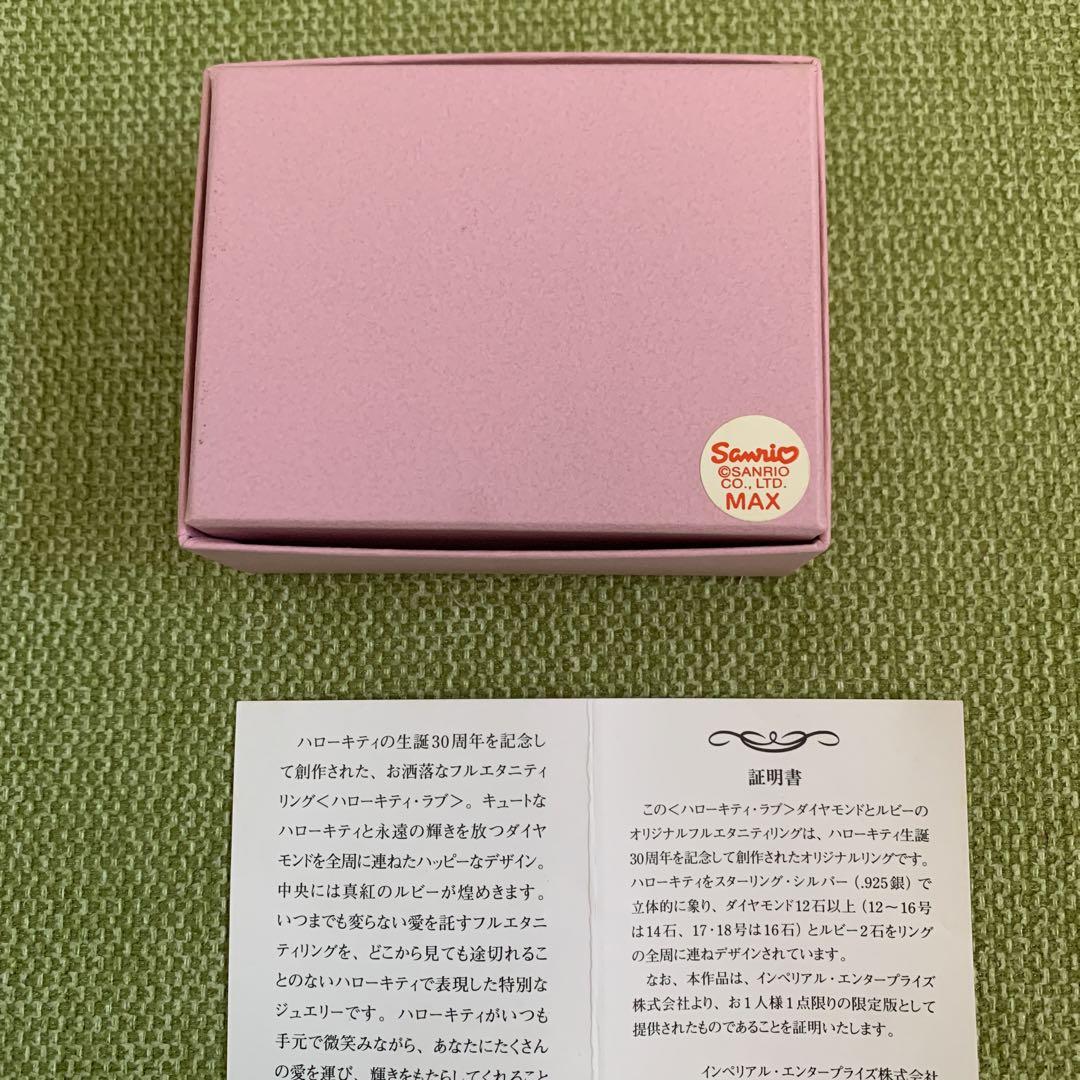 Sanrio
©SANRIO
CO., LTD.
MAX
ハローキティの生誕30周年を記念し
て創作された、お洒落なフルエタニティ
リング＜ハローキティ・ラブ＞。キュートな
ハローキティと永遠の輝きを放つダイヤ
モンドを全周に連ねたハッピーなデザイン。
中央には真紅のルビーが煌めきます。
いつまでも変らない愛を託すフルエタニ
ティリングを、どこから見ても途切れるこ
とのないハローキティで表現した特別な
ジュエリーです。ハローキティがいつも
手元で微笑みながら、あなたにたくさん
の愛を運び、輝きをもたらしてくれること
証明書
この＜ハローキティ・ラブ＞ダイヤモンドとルビーの
オリジナルフルエタニティリングは、ハローキティ生誕
30周年を記念して創作されたオリジナルリングです。
ハローキティをスターリング・シルバー（.925銀）で
立体的に象り、ダイヤモンド12石以上（12～16号
は14石、17・18号は16石）とルビー2石をリング
の全周に連ねデザインされています。
なお、本作品は、インペリアル・エンタープライズ
株式会社より、お1人様1点限りの限定版として
提供されたものであることを証明いたします。
インペリアル・エンタープライズ株式会社